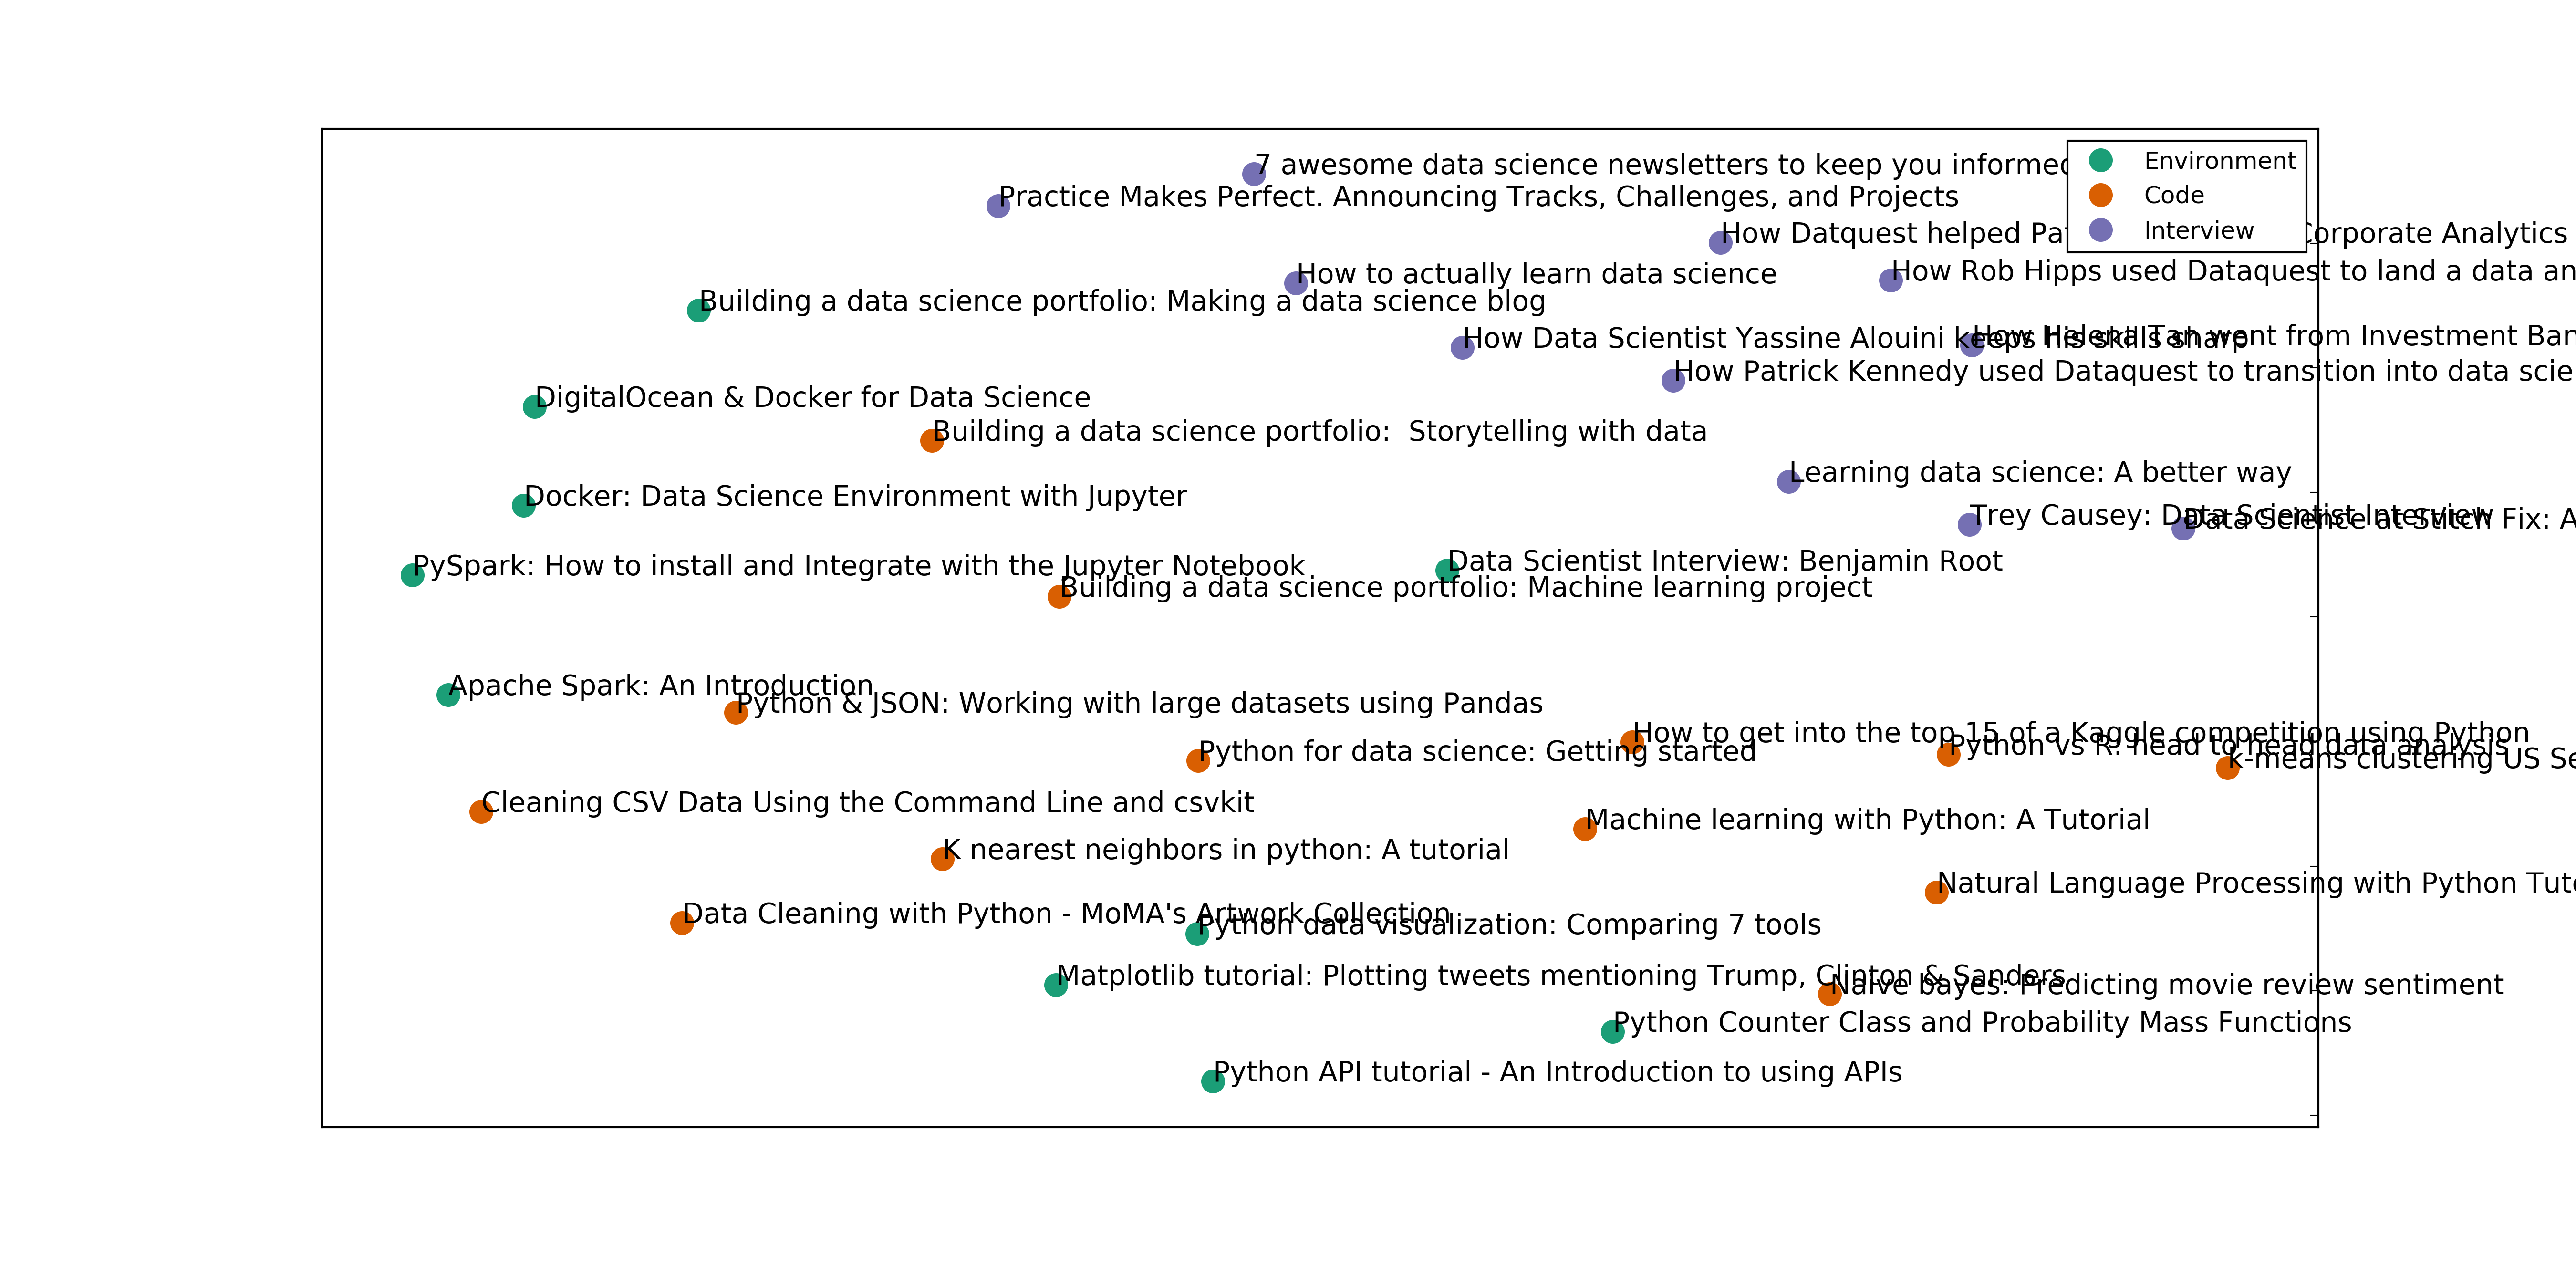 7 awesome data science newsletters to keep you informed
Environment
Code
Interview
Practice Makes Perfect. Announcing Tracks, Challenges, and Projects
How Datquest helped Corporate Analytics
How to actually learn data science
How Rob Hipps used Dataquest to land a data
Building a data science portfolio: Making a data science blog
How Data Scientist Yassine Alouini keeps his skills sharp
How Helena Tan went from Investment
How Patrick Kennedy used Dataquest to transition into data
DigitalOcean & Docker for Data Science
Building a data science portfolio:  Storytelling with data
Learning data science: A better way
Docker: Data Science Environment with Jupyter
Trey Causey: Data Scientist Interview
Data Science at Stitch Fix:
Data Scientist Interview: Benjamin Root
PySpark: How to install and Integrate with the Jupyter Notebook
Building a data science portfolio: Machine learning project
Apache Spark: An Introduction
Python & JSON: Working with large datasets using Pandas
How to get into the top 15 of a Kaggle competition using Python
Python vs R: head to head data analysis
Python for data science: Getting started
k-means clustering US
Cleaning CSV Data Using the Command Line and csvkit
Machine learning with Python: A Tutorial
K nearest neighbors in python: A tutorial
Natural Language Processing with Python
Data Cleaning with Python - MoMA's Artwork Collection
Python data visualization: Comparing 7 tools
Matplotlib tutorial: Plotting tweets mentioning Trump, Clinton & Sanders
Naive bayes: Predicting movie review sentiment
Python Counter Class and Probability Mass Functions
Python API tutorial - An Introduction to using APIs